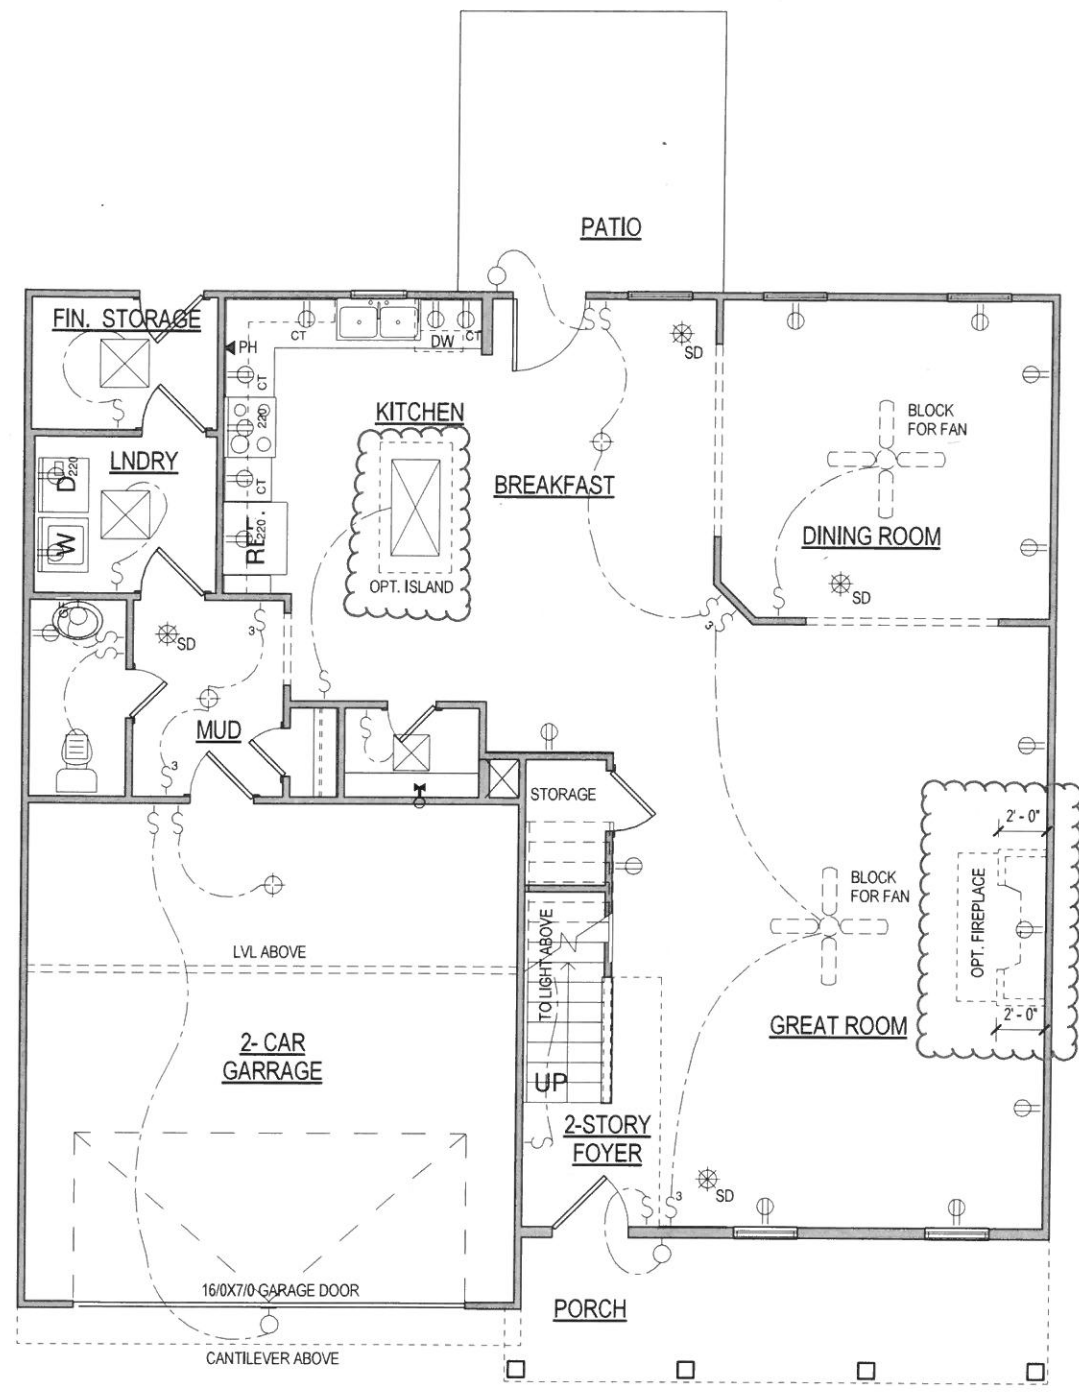 PATIO
FIN. STORAGE
CT
DW
CT
SD
PH
CT
220
KITCHEN
BLOCK
FOR FAN
LNDRY
D
220
CT
BREAKFAST
W
220
DINING ROOM
OPT. ISLAND
SD
3
SD
3
MUD
3
STORAGE
2'-0"
BLOCK
FOR FAN
OPT. FIREPLACE
LVL ABOVE
TO LIGHT ABOVE
2'-0"
GREAT ROOM
2- CAR
GARRAGE
UP
2-STORY
FOYER
SD
3
16/0X7/0 GARAGE DOOR
PORCH
CANTILEVER ABOVE